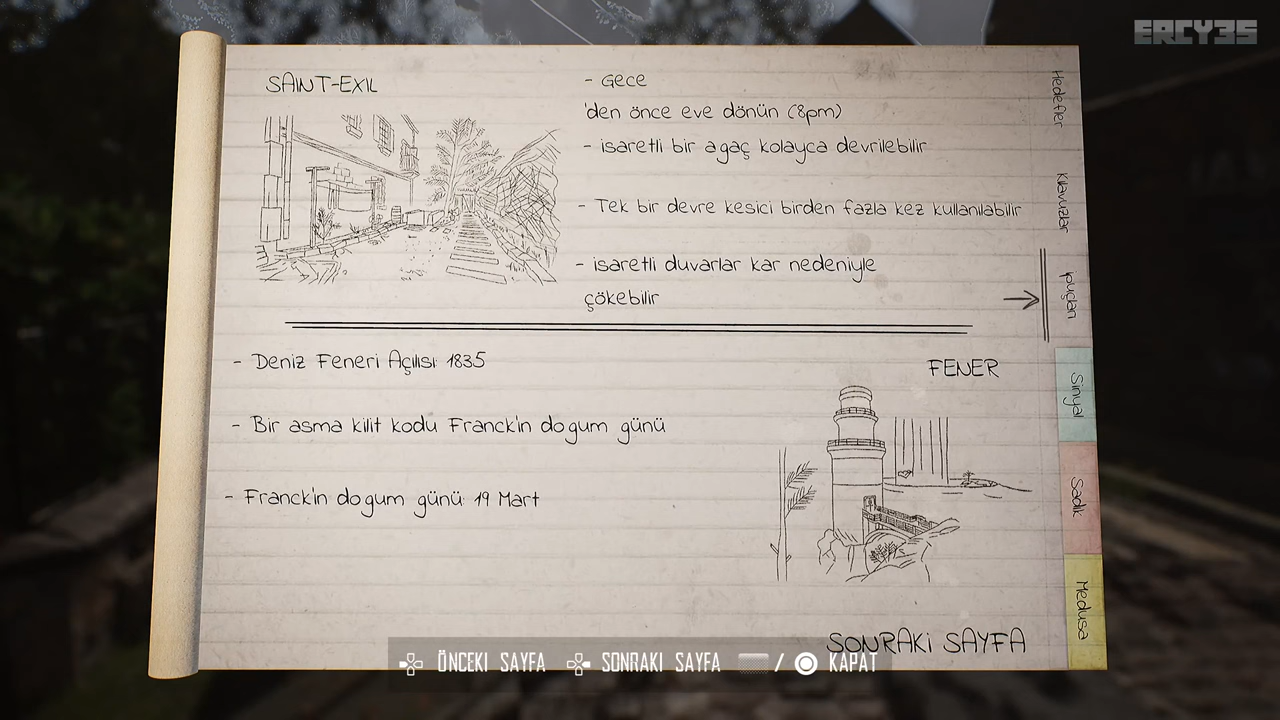 ERCY35
SAINT-EXIL
- Gece
'den önce eve dönün (8pm)
- isaretli bir agaç kolayca devrilebilir
- Tek bir devre kesici birden fazla kez kullanılabilir
- isaretli duvarlar kar nedeniyle
çökebilir
- Deniz Feneri Açılısı: 1835
FENER
- Bir asma kilit kodu Franck'in dogum günü
- Franck'in dogum günü: 19 Mart
SONRAKi SAYFA
Hedefler
Kılavuzlar
ipuçları
Sinyal
Sadik
Medusa
ÖNCEKI SAYFA SONRAKI SAYFA / KAPAT